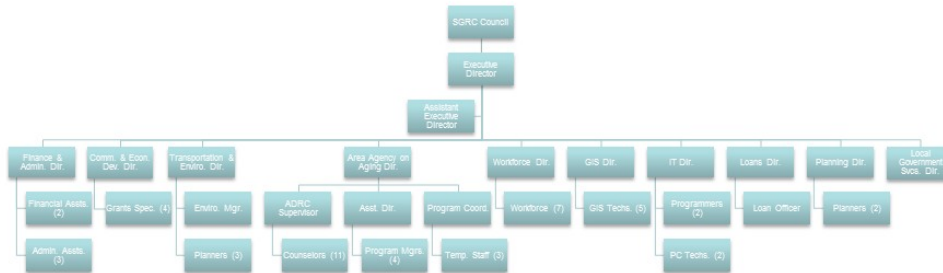 SGRC Council
Executive
Director
Assistant
Executive
Director
Finance &
Admin. Dir.
Comm. & Econ.
Dev. Dir.
Transportation &
Enviro. Dir.
Area Agency on
Aging Dir.
Workforce Dir.
GIS Dir.
IT Dir.
Loans Dir.
Planning Dir.
Local
Government
Svcs. Dir.
Financial Assts.
(2)
Grants Spec. (4)
Enviro. Mgr.
ADRC
Supervisor
Asst. Dir.
Program Coord.
Workforce (7)
GIS Techs. (5)
Programmers
(2)
Loan Officer
Planners (2)
Admin. Assts.
(3)
Planners (3)
Counselors (11)
Program Mgrs.
(4)
Temp. Staff (3)
PC Techs. (2)